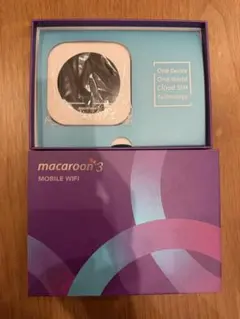 One Device
One World
Cloud SIM
Technology
macaroon 3
MOBILE WIFI